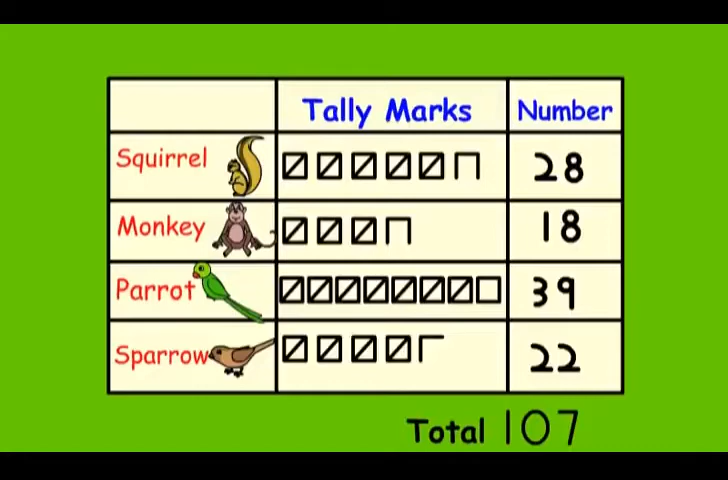 Tally Marks Number
Squirrel 28
Monkey 18
Parrot 39
Sparrow 22
Total 107